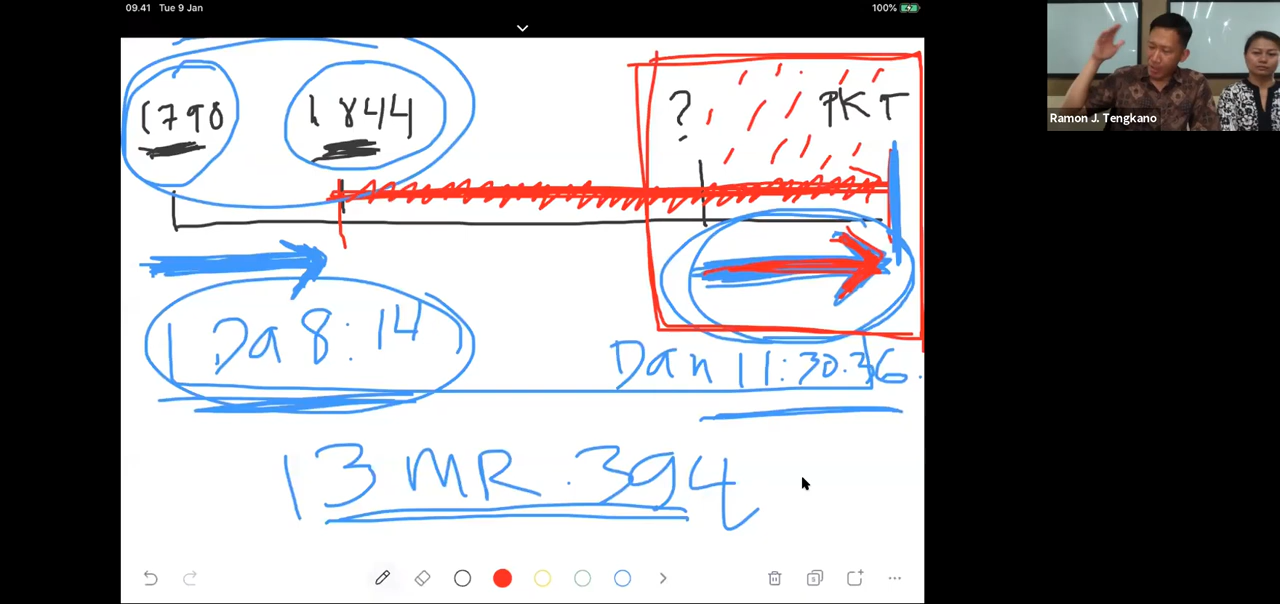 09.41 Tue 9 Jan 100%
1798 1844 ? PKT
Ramon J. Tengkano
Da 8:14
Dan 11:30.36.
13 MR.394